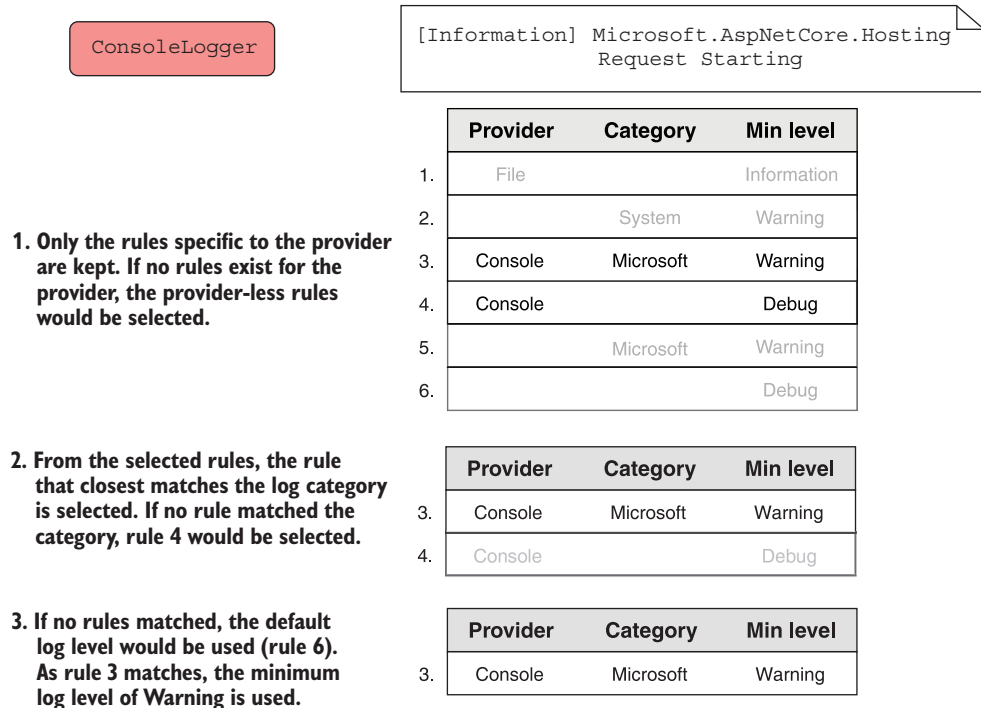 ConsoleLogger
[Information] Microsoft.AspNetCore.Hosting
Request Starting
Provider Category Min level
1. File Information
2. System Warning
3. Console Microsoft Warning
4. Console Debug
5. Microsoft Warning
6. Debug
1. Only the rules specific to the provider
are kept. If no rules exist for the
provider, the provider-less rules
would be selected.
2. From the selected rules, the rule
that closest matches the log category
is selected. If no rule matched the
category, rule 4 would be selected.
Provider Category Min level
3. Console Microsoft Warning
4. Console Debug
3. If no rules matched, the default
log level would be used (rule 6).
As rule 3 matches, the minimum
log level of Warning is used.
Provider Category Min level
3. Console Microsoft Warning